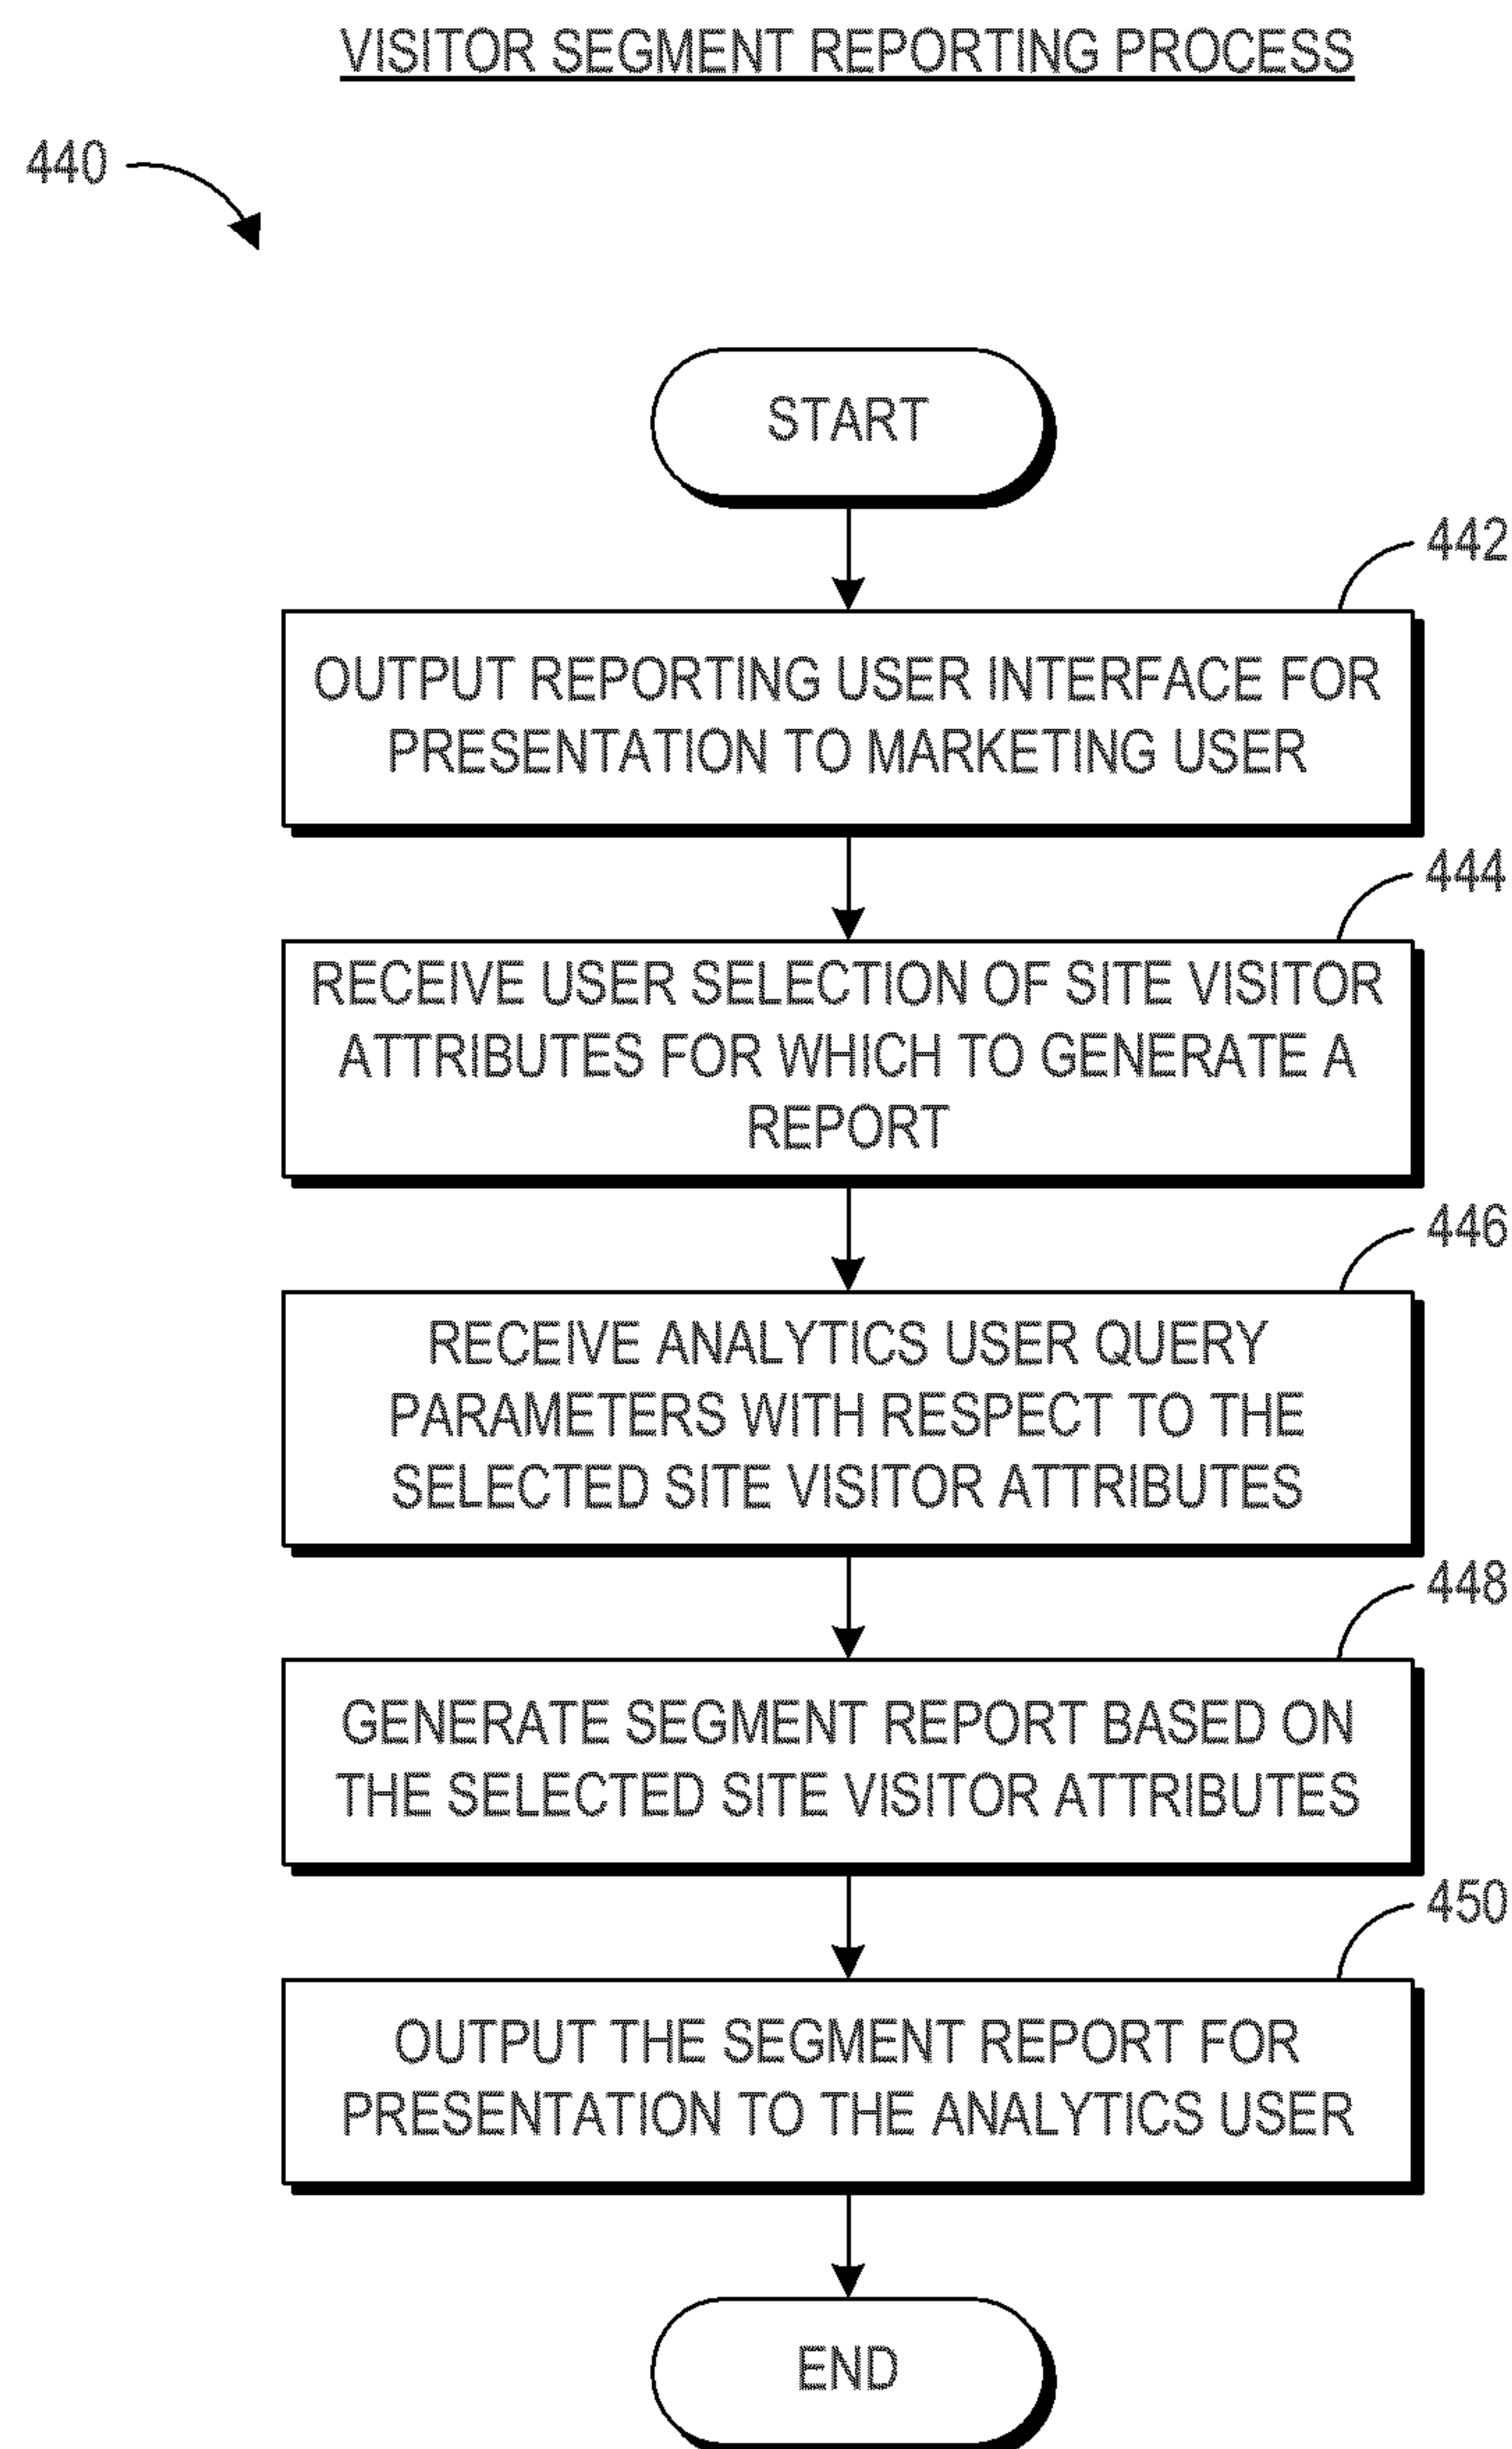 VISITOR SEGMENT REPORTING PROCESS
440
START
442
OUTPUT REPORTING USER INTERFACE FOR
PRESENTATION TO MARKETING USER
444
RECEIVE USER SELECTION OF SITE VISITOR
ATTRIBUTES FOR WHICH TO GENERATE A
REPORT
446
RECEIVE ANALYTICS USER QUERY
PARAMETERS WITH RESPECT TO THE
SELECTED SITE VISITOR ATTRIBUTES
448
GENERATE SEGMENT REPORT BASED ON
THE SELECTED SITE VISITOR ATTRIBUTES
450
OUTPUT THE SEGMENT REPORT FOR
PRESENTATION TO THE ANALYTICS USER
END